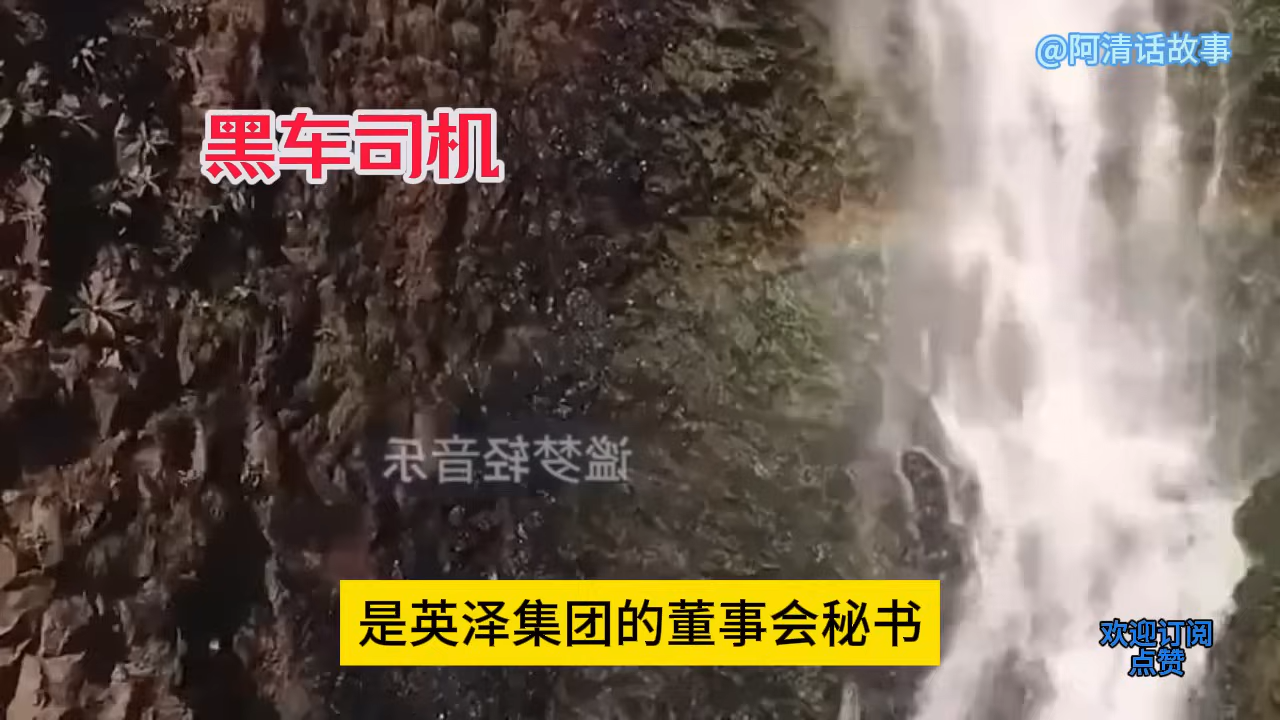 @阿清话故事
黑车司机
谧梦轻音乐
是英泽集团的董事会秘书
欢迎订阅
点赞